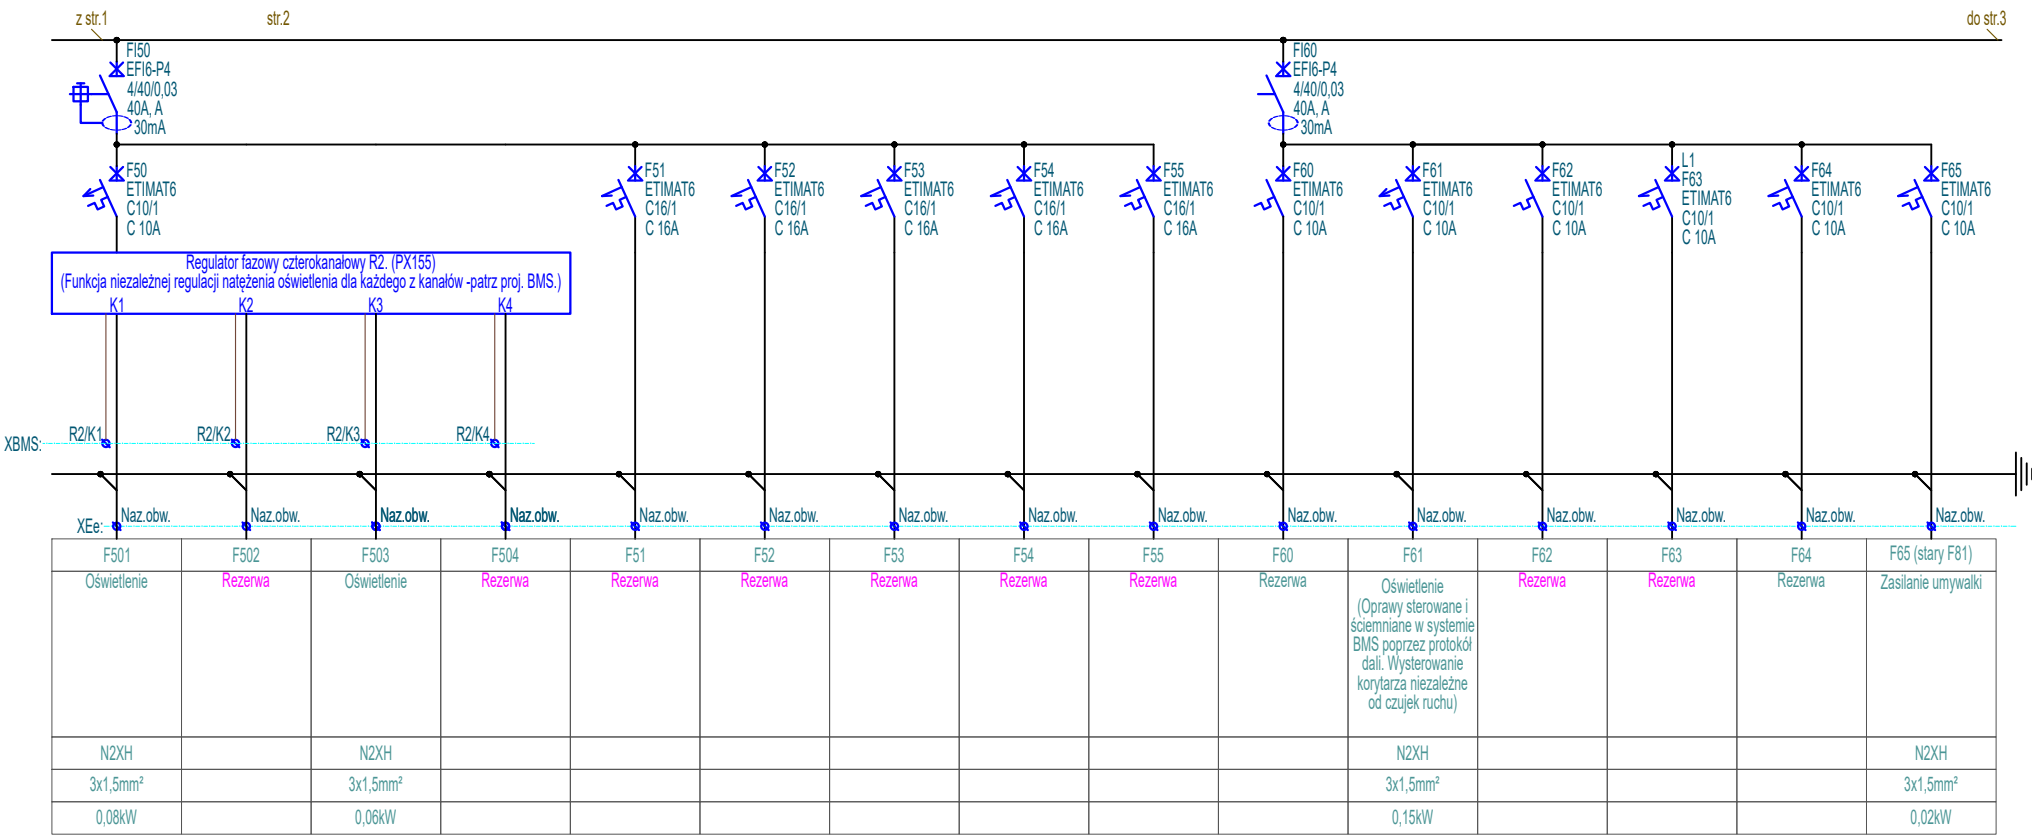 z str.1
str.2
do str.3
FI50
EFI6-P4
4/40/0,03
40A, A
30mA
FI60
EFI6-P4
4/40/0,03
40A, A
30mA
F50
ETIMAT6
C10/1
C 10A
F51
ETIMAT6
C16/1
C 16A
F52
ETIMAT6
C16/1
C 16A
F53
ETIMAT6
C16/1
C 16A
F54
ETIMAT6
C16/1
C 16A
F55
ETIMAT6
C16/1
C 16A
F60
ETIMAT6
C10/1
C 10A
F61
ETIMAT6
C10/1
C 10A
F62
ETIMAT6
C10/1
C 10A
L1
F63
ETIMAT6
C10/1
C 10A
F64
ETIMAT6
C10/1
C 10A
F65
ETIMAT6
C10/1
C 10A
Regulator fazowy czterokanałowy R2. (PX155)
(Funkcja niezależnej regulacji natężenia oświetlenia dla każdego z kanałów -patrz proj. BMS.)
K1 K2 K3 K4
XBMS: R2/K1 R2/K2 R2/K3 R2/K4
XEe: Naz.obw. Naz.obw. Naz.obw. Naz.obw. Naz.obw. Naz.obw. Naz.obw. Naz.obw. Naz.obw. Naz.obw. Naz.obw. Naz.obw. Naz.obw. Naz.obw. Naz.obw.
F501 F502 F503 F504 F51 F52 F53 F54 F55 F60 F61 F62 F63 F64 F65 (stary F81)
Oświetlenie Rezerwa Oświetlenie Rezerwa Rezerwa Rezerwa Rezerwa Rezerwa Rezerwa Rezerwa
Oświetlenie
(Oprawy sterowane i
ściemniane w systemie
BMS poprzez protokół
dali. Wysterowanie
korytarza niezależne
od czujek ruchu)
Rezerwa Rezerwa Rezerwa Zasilanie umywalki
N2XH N2XH N2XH N2XH
3x1,5mm² 3x1,5mm² 3x1,5mm² 3x1,5mm²
0,08kW 0,06kW 0,15kW 0,02kW